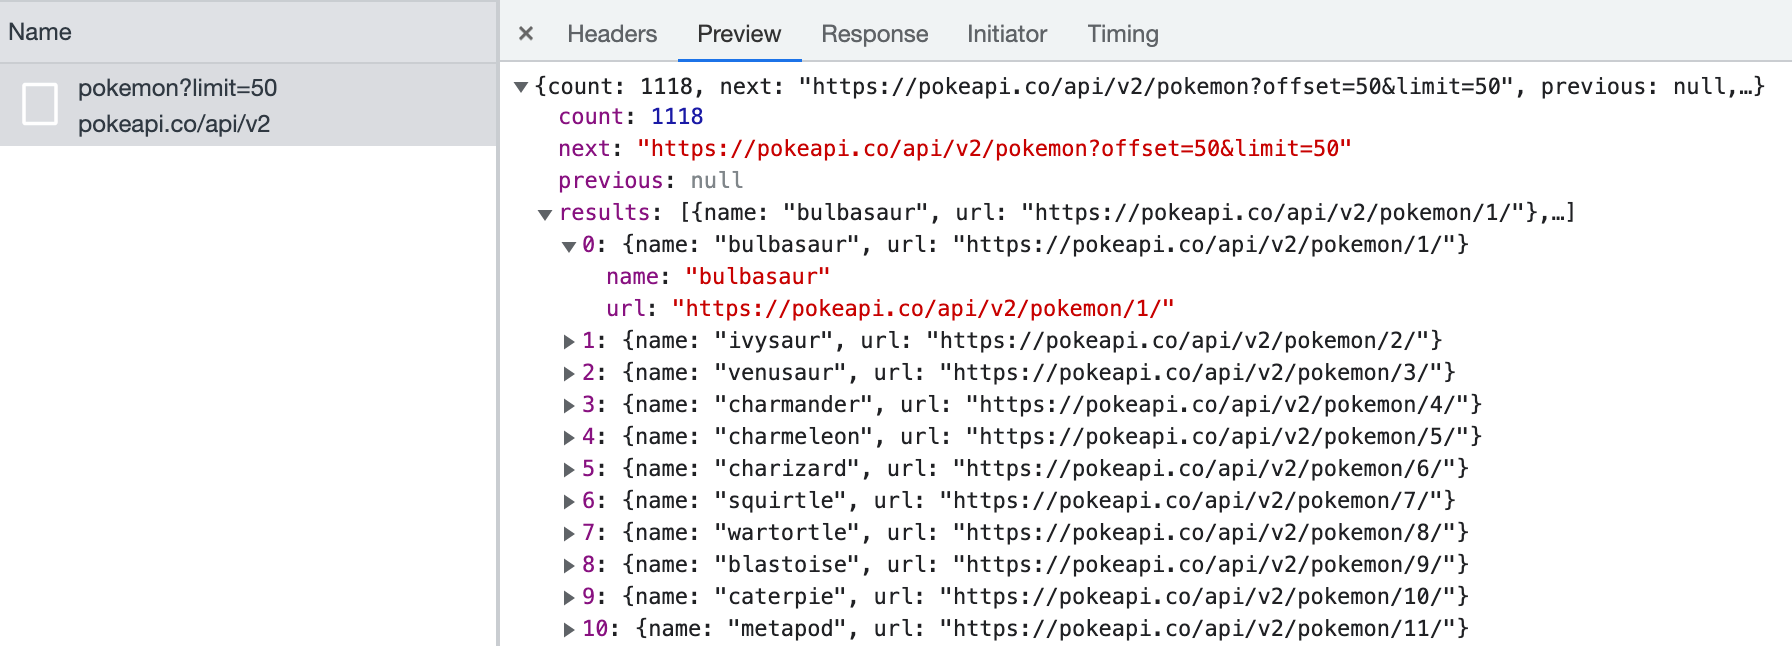 Name
pokemon?limit=50
pokeapi.co/api/v2
× Headers Preview Response Initiator Timing
▼{count: 1118, next: "https://pokeapi.co/api/v2/pokemon?offset=50&limit=50", previous: null,…}
count: 1118
next: "https://pokeapi.co/api/v2/pokemon?offset=50&limit=50"
previous: null
▼results: [{name: "bulbasaur", url: "https://pokeapi.co/api/v2/pokemon/1/"},…]
▼0: {name: "bulbasaur", url: "https://pokeapi.co/api/v2/pokemon/1/"}
name: "bulbasaur"
url: "https://pokeapi.co/api/v2/pokemon/1/"
▶1: {name: "ivysaur", url: "https://pokeapi.co/api/v2/pokemon/2/"}
▶2: {name: "venusaur", url: "https://pokeapi.co/api/v2/pokemon/3/"}
▶3: {name: "charmander", url: "https://pokeapi.co/api/v2/pokemon/4/"}
▶4: {name: "charmeleon", url: "https://pokeapi.co/api/v2/pokemon/5/"}
▶5: {name: "charizard", url: "https://pokeapi.co/api/v2/pokemon/6/"}
▶6: {name: "squirtle", url: "https://pokeapi.co/api/v2/pokemon/7/"}
▶7: {name: "wartortle", url: "https://pokeapi.co/api/v2/pokemon/8/"}
▶8: {name: "blastoise", url: "https://pokeapi.co/api/v2/pokemon/9/"}
▶9: {name: "caterpie", url: "https://pokeapi.co/api/v2/pokemon/10/"}
▶10: {name: "metapod", url: "https://pokeapi.co/api/v2/pokemon/11/"}